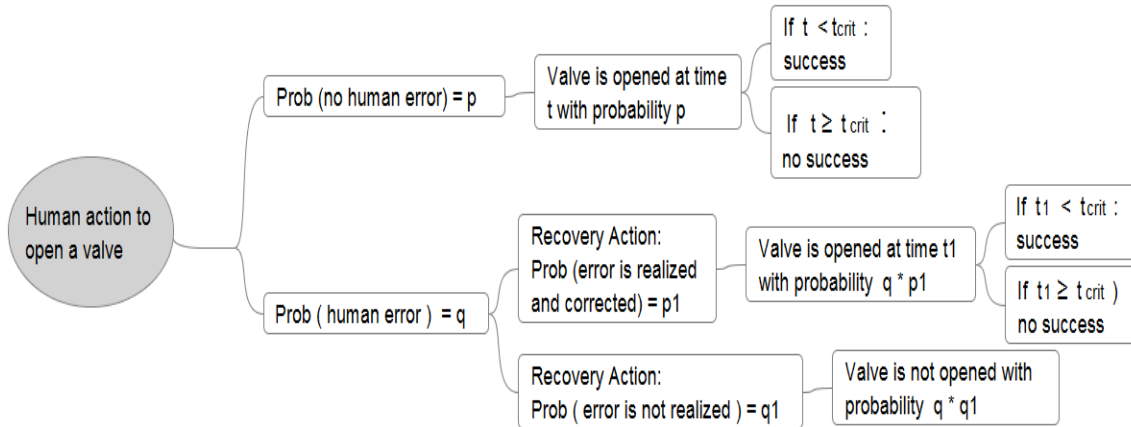 Human action to
open a valve
Prob (no human error) = p
Valve is opened at time
t with probability p
If t < tcrit :
success
If t ≥ tcrit :
no success
Prob ( human error ) = q
Recovery Action:
Prob (error is realized
and corrected) = p1
Valve is opened at time t1
with probability q * p1
If t1 < tcrit :
success
If t1 ≥ tcrit )
no success
Recovery Action:
Prob ( error is not realized ) = q1
Valve is not opened with
probability q * q1